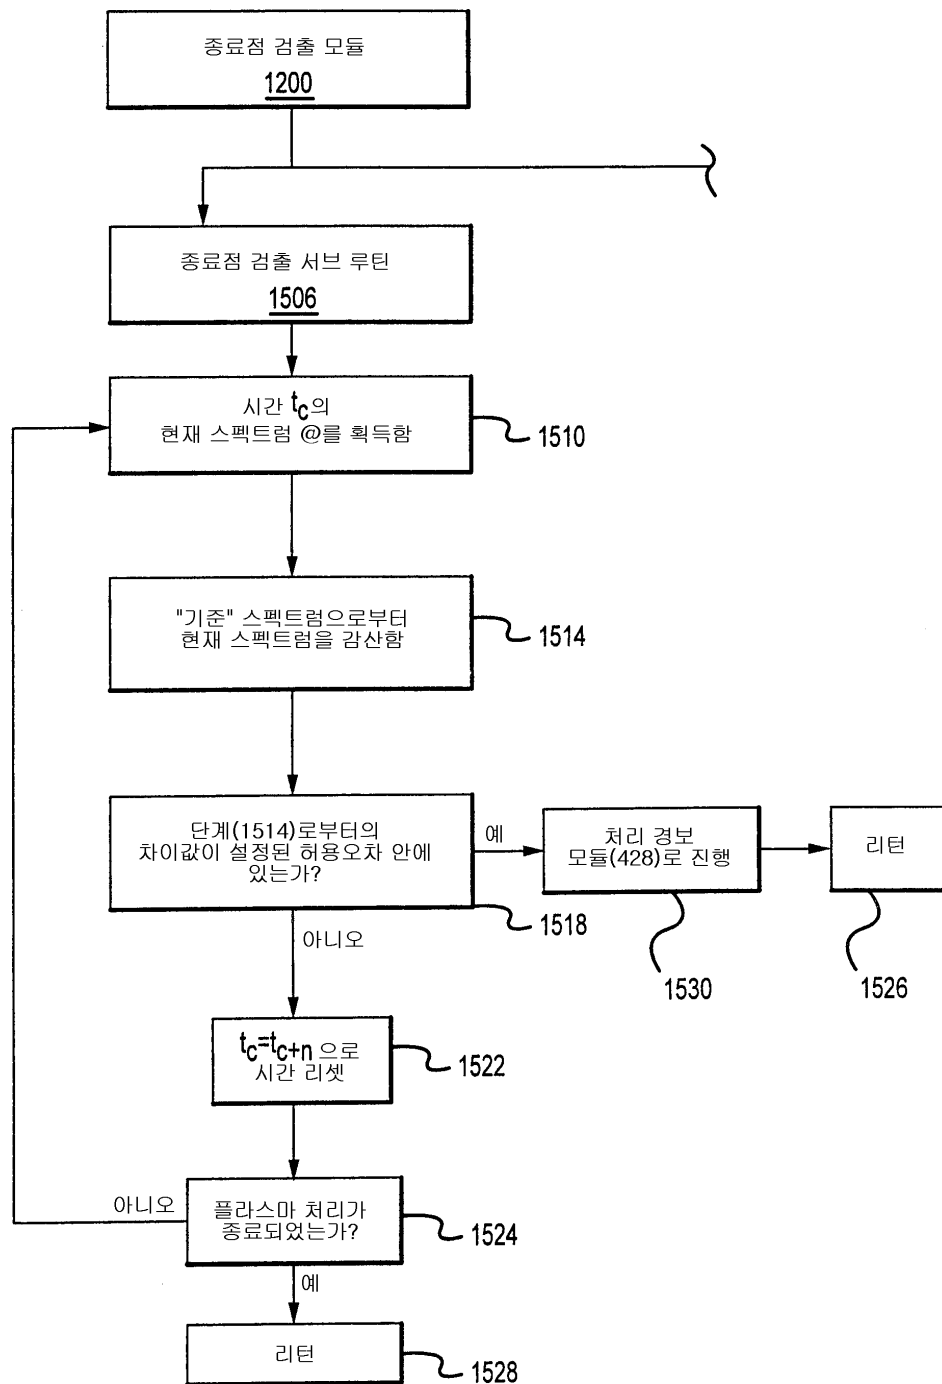 종료점 검출 모듈
1200
종료점 검출 서브 루틴
1506
시간 tc의
현재 스펙트럼 @를 획득함
1510
"기준" 스펙트럼으로부터
현재 스펙트럼을 감산함
1514
단계(1514)로부터의
차이값이 설정된 허용오차 안에
있는가?
1518
예
처리 경보
모듈(428)로 진행
1530
리턴
1526
아니오
tc=tc+n 으로
시간 리셋
1522
플라스마 처리가
종료되었는가?
1524
아니오
예
리턴
1528